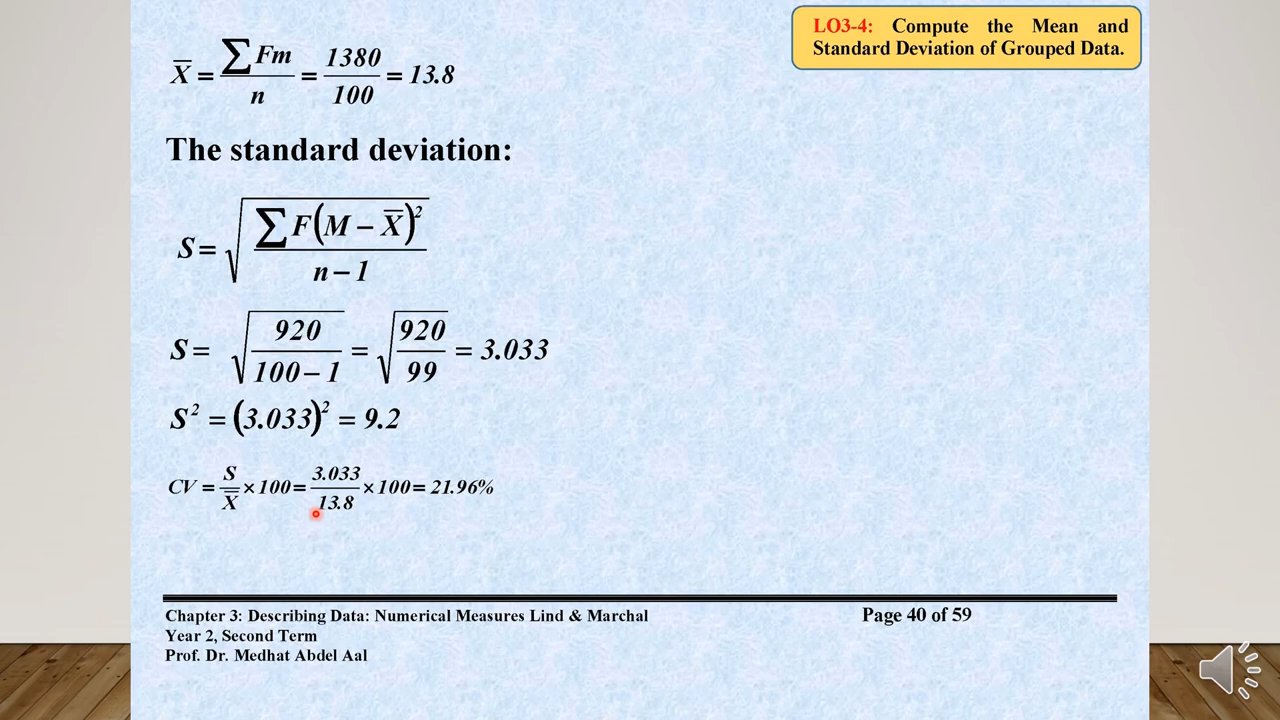 LO3-4: Compute the Mean and
Standard Deviation of Grouped Data.
X̅ = ∑Fm / n = 1380 / 100 = 13.8
The standard deviation:
S = √(∑F(M − X̅)² / n − 1)
S = √(920 / 100 − 1) = √(920 / 99) = 3.033
S² = (3.033)² = 9.2
CV = S / X̅ × 100 = 3.033 / 13.8 × 100 = 21.96%
Chapter 3: Describing Data: Numerical Measures Lind & Marchal
Page 40 of 59
Year 2, Second Term
Prof. Dr. Medhat Abdel Aal